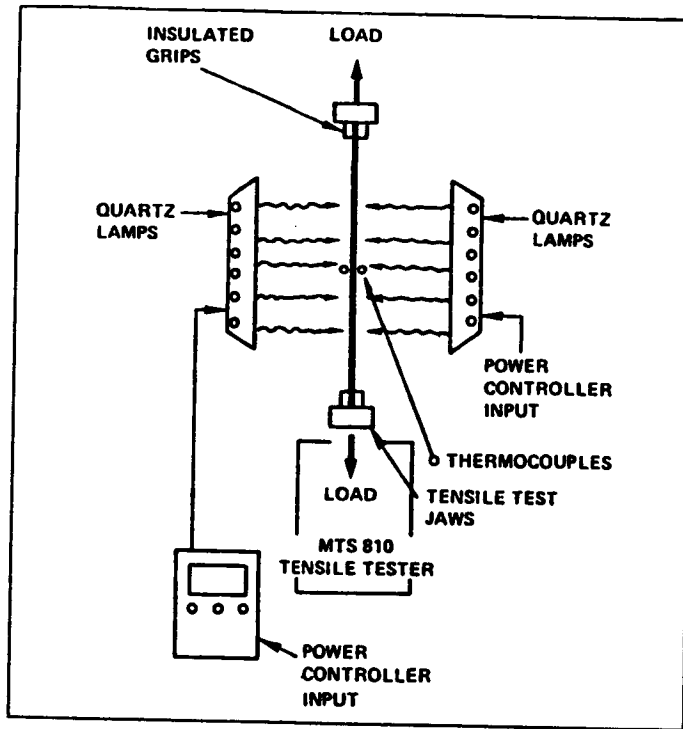 INSULATED
GRIPS
LOAD
QUARTZ
LAMPS
QUARTZ
LAMPS
POWER
CONTROLLER
INPUT
THERMOCOUPLES
LOAD
TENSILE TEST
JAWS
MTS 810
TENSILE TESTER
POWER
CONTROLLER
INPUT